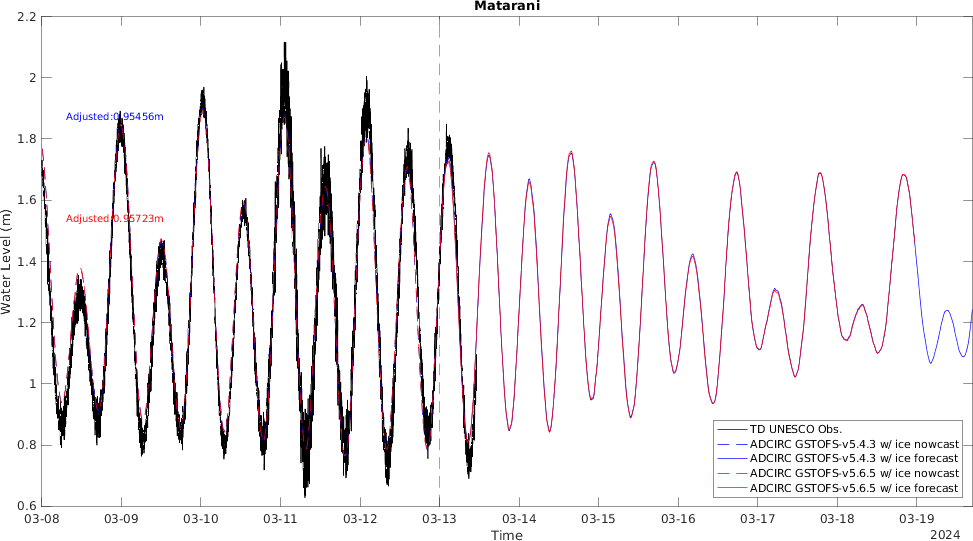 Matarani
2.2
2
1.8
1.6
1.4
1.2
1
0.8
0.6
Water Level (m)
Adjusted:0.95456m
Adjusted:0.95723m
TD UNESCO Obs.
ADCIRC GSTOFS-v5.4.3 w/ ice nowcast
ADCIRC GSTOFS-v5.4.3 w/ ice forecast
ADCIRC GSTOFS-v5.6.5 w/ ice nowcast
ADCIRC GSTOFS-v5.6.5 w/ ice forecast
03-08 03-09 03-10 03-11 03-12 03-13 03-14 03-15 03-16 03-17 03-18 03-19
Time
2024